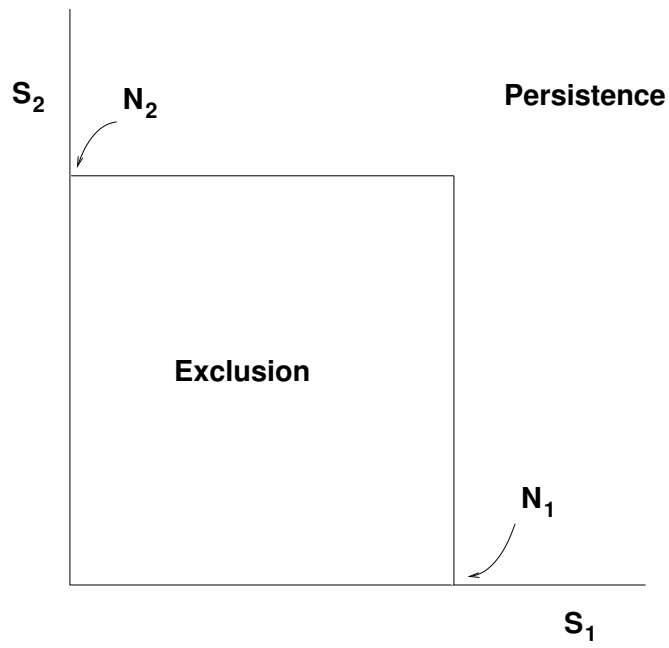 S₂
N₂
Persistence
Exclusion
N₁
S₁